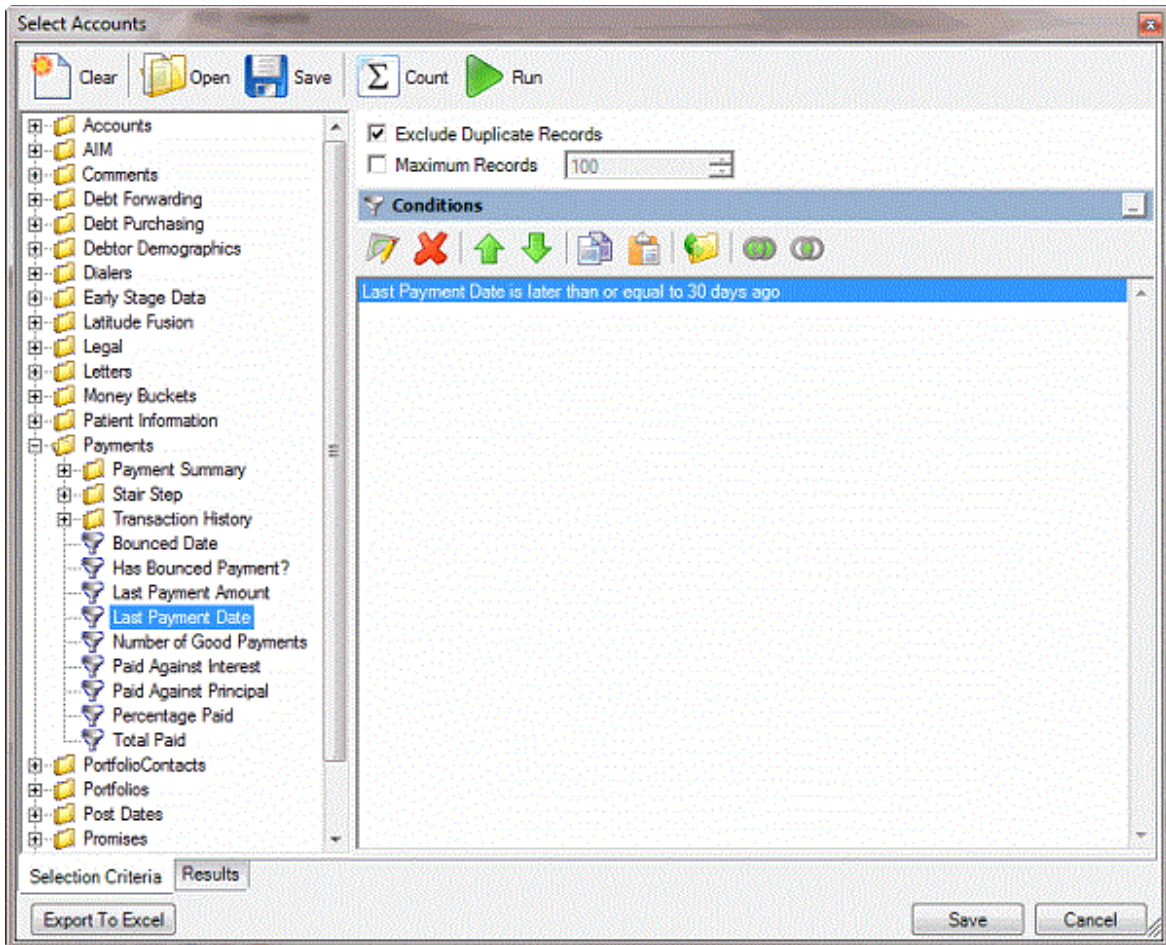 Select Accounts
Clear Open Save Σ Count Run
Accounts
AIM
Comments
Debt Forwarding
Debt Purchasing
Debtor Demographics
Dialers
Early Stage Data
Latitude Fusion
Legal
Letters
Money Buckets
Patient Information
Payments
Payment Summary
Stair Step
Transaction History
Bounced Date
Has Bounced Payment?
Last Payment Amount
Last Payment Date
Number of Good Payments
Paid Against Interest
Paid Against Principal
Percentage Paid
Total Paid
PortfolioContacts
Portfolios
Post Dates
Promises
Exclude Duplicate Records
Maximum Records 100
Conditions
Last Payment Date is later than or equal to 30 days ago
Selection Criteria Results
Export To Excel Save Cancel